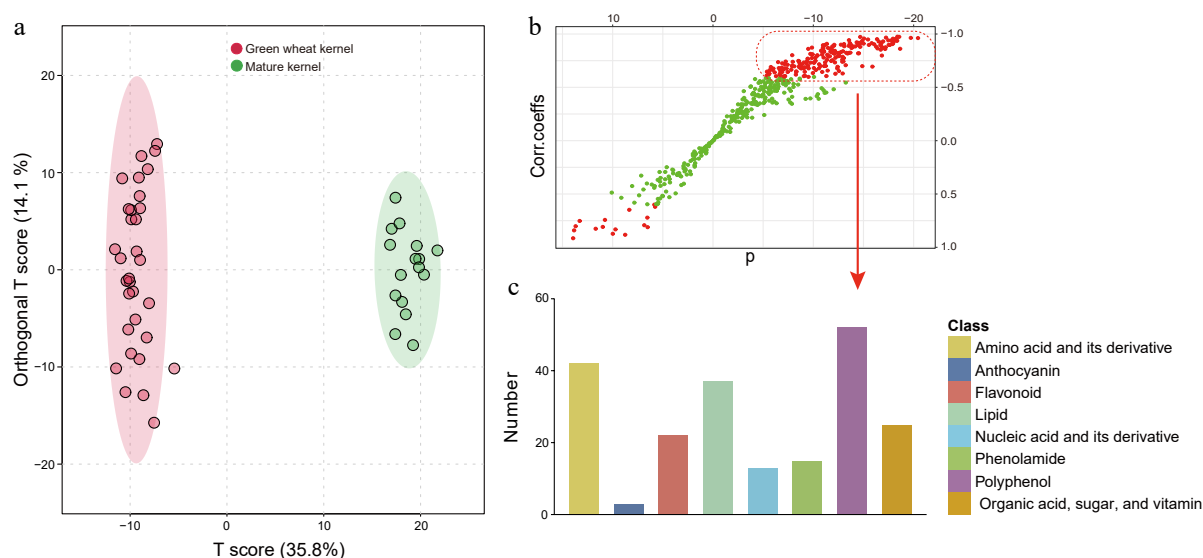 a
Green wheat kernel
Mature kernel
20
10
0
−10
−20
Orthogonal T score (14.1 %)
−10
0
10
20
T score (35.8%)
b
10
0
−10
−20
−1.0
−0.5
0.0
0.5
1.0
Corr.coeffs
p
c
60
40
20
0
Number
Class
Amino acid and its derivative
Anthocyanin
Flavonoid
Lipid
Nucleic acid and its derivative
Phenolamide
Polyphenol
Organic acid, sugar, and vitamin